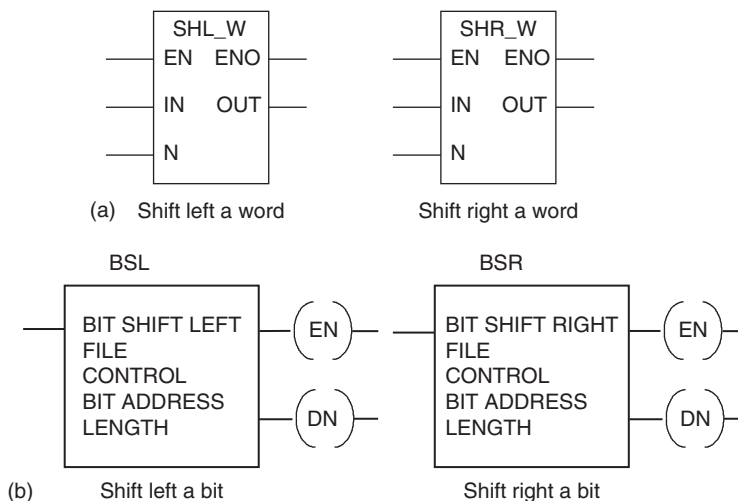 SHL_W SHR_W
EN ENO EN ENO
IN OUT IN OUT
N N
(a) Shift left a word Shift right a word
BSL BSR
BIT SHIFT LEFT EN BIT SHIFT RIGHT EN
FILE FILE
CONTROL CONTROL
BIT ADDRESS DN BIT ADDRESS DN
LENGTH LENGTH
(b) Shift left a bit Shift right a bit